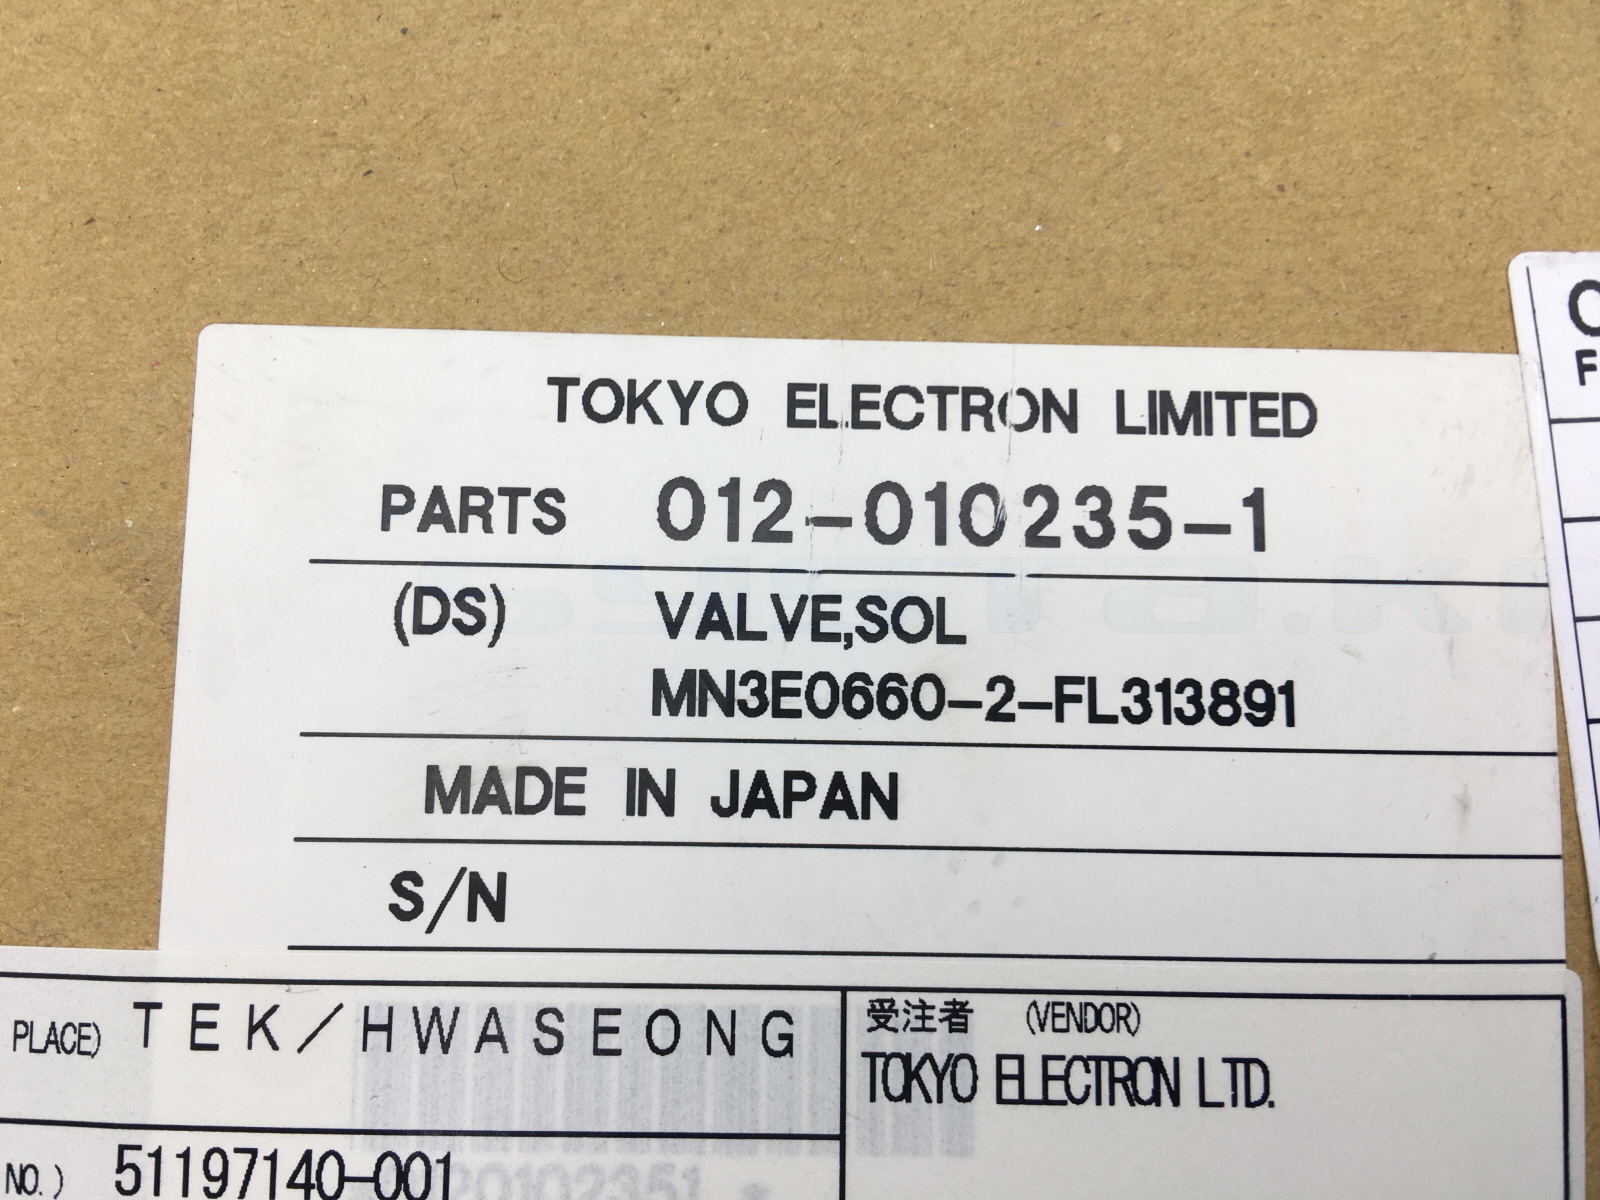 TOKYO ELECTRON LIMITED
PARTS 012-010235-1
(DS) VALVE,SOL
MN3E0660-2-FL313891
MADE IN JAPAN
S/N
PLACE) TEK/HWASEONG
受注者 (VENDOR)
TOKYO ELECTRON LTD.
NO.) 51197140-001